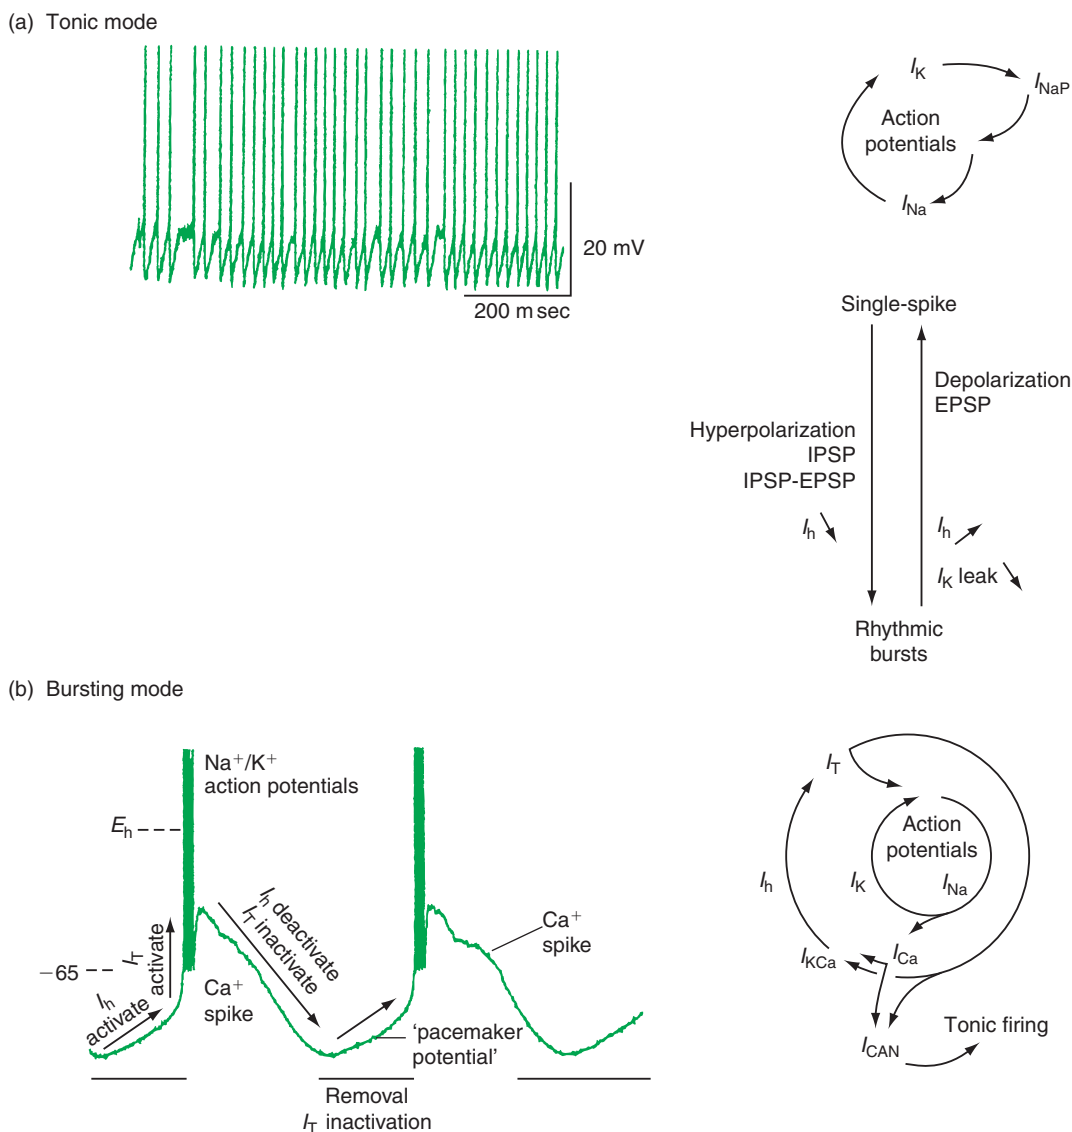 (a) Tonic mode
20 mV
200 m sec
I_K
I_NaP
Action
potentials
I_Na
Single-spike
Depolarization
EPSP
Hyperpolarization
IPSP
IPSP-EPSP
I_h
I_h
I_K leak
Rhythmic
bursts
(b) Bursting mode
Na⁺/K⁺
action potentials
E_h
−65
I_h
activate
I_T
activate
Ca⁺
spike
I_h deactivate
I_T inactivate
'pacemaker
potential'
Ca⁺
spike
Removal
I_T inactivation
I_T
Action
potentials
I_K
I_Na
I_h
I_KCa
I_Ca
I_CAN
Tonic firing